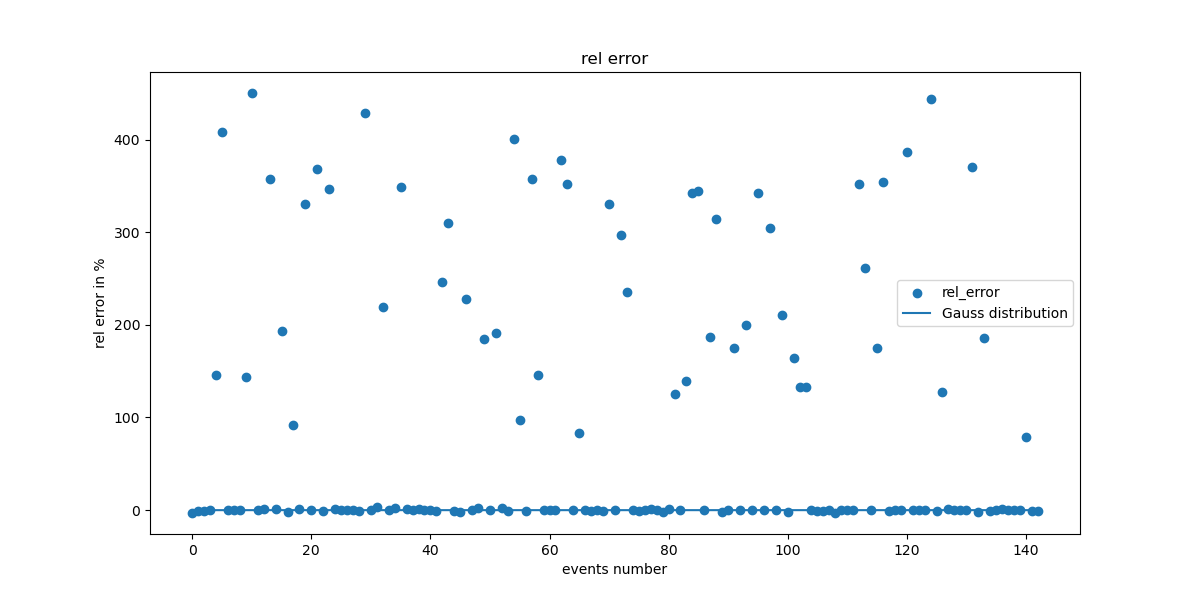 rel error
rel error in %
400
300
200
100
0
rel_error
Gauss distribution
0 20 40 60 80 100 120 140
events number